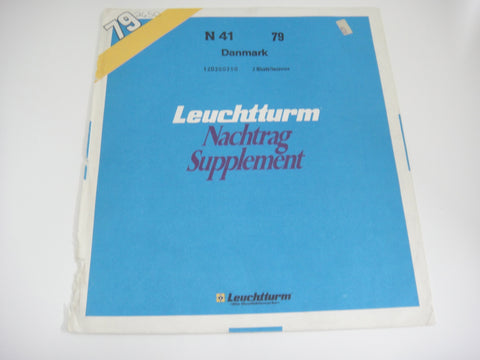 79
N 41 79
Danmark
Leuchtturm
Nachtrag
Supplement
Leuchtturm